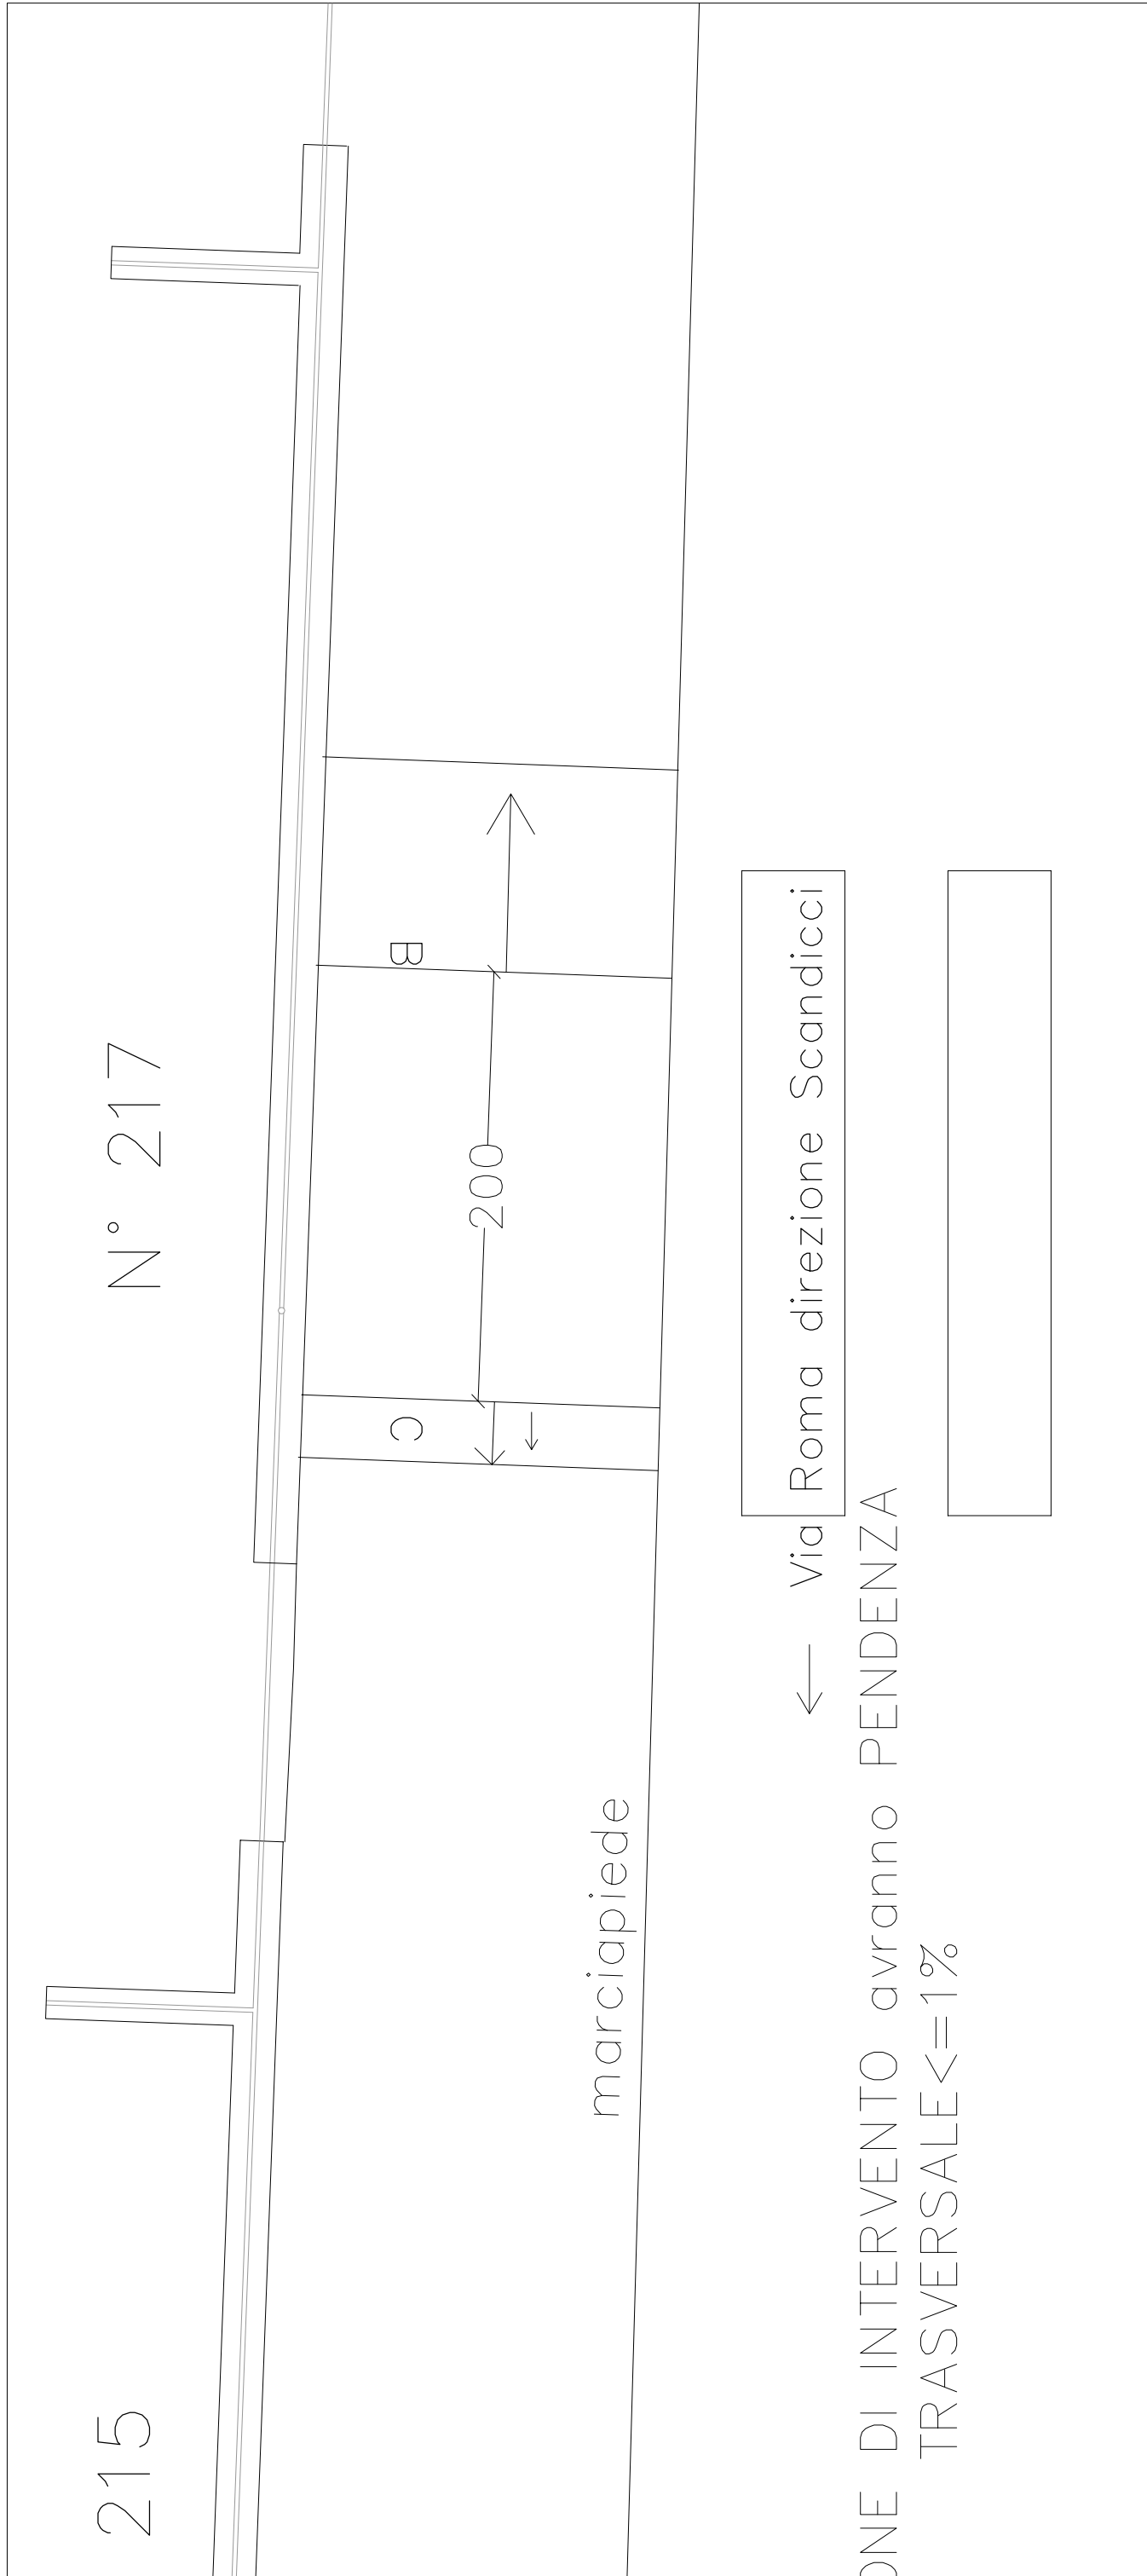 215
N° 217
B
200
C
marciapiede
Via Roma direzione Scandicci
ONE DI INTERVENTO avranno PENDENZA
TRASVERSALE<=1%